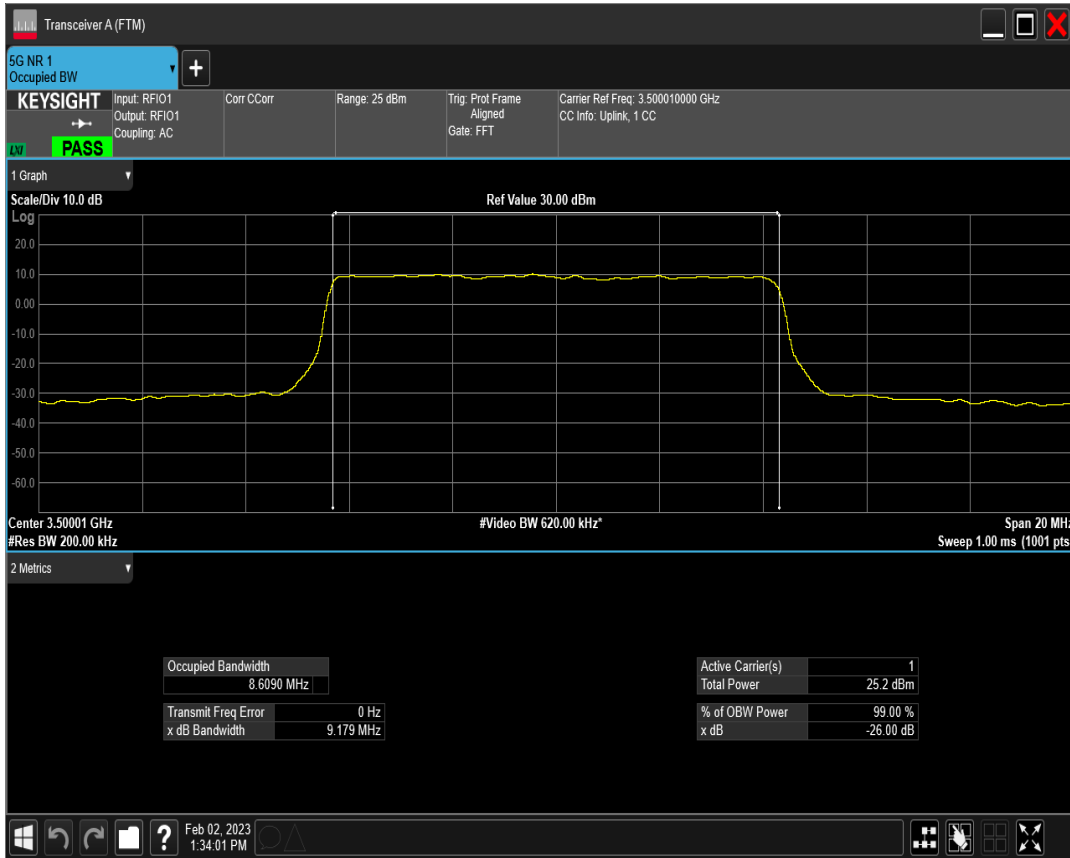 Transceiver A (FTM)
5G NR 1
Occupied BW
+
KEYSIGHT
LXI
PASS
Input: RFIO1
Output: RFIO1
Coupling: AC
Corr CCorr
Range: 25 dBm
Trig: Prot Frame
Aligned
Gate: FFT
Carrier Ref Freq: 3.500010000 GHz
CC Info: Uplink, 1 CC
1 Graph
Scale/Div 10.0 dB
Ref Value 30.00 dBm
Log
20.0
10.0
0.00
-10.0
-20.0
-30.0
-40.0
-50.0
-60.0
Center 3.50001 GHz
#Video BW 620.00 kHz*
Span 20 MHz
#Res BW 200.00 kHz
Sweep 1.00 ms (1001 pts
2 Metrics
Occupied Bandwidth
8.6090 MHz
Transmit Freq Error 0 Hz
x dB Bandwidth 9.179 MHz
Active Carrier(s) 1
Total Power 25.2 dBm
% of OBW Power 99.00 %
x dB -26.00 dB
?
Feb 02, 2023
1:34:01 PM